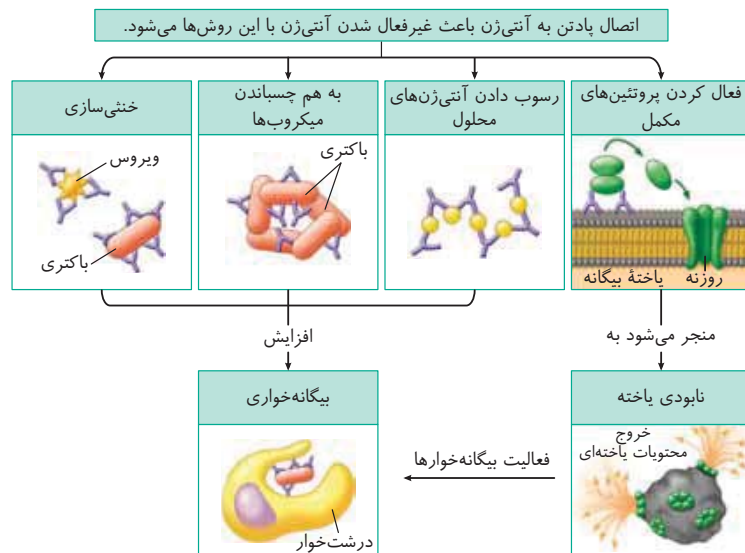 اتصال پادتن به آنتی‌ژن باعث غیرفعال شدن آنتی‌ژن با این روش‌ها می‌شود.
فعال کردن پروتئین‌های
مکمل
روزنه
یاختهٔ بیگانه
رسوب دادن آنتی‌ژن‌های
محلول
به هم چسباندن
میکروب‌ها
باکتری
خنثی‌سازی
ویروس
باکتری
منجر می‌شود به
افزایش
نابودی یاخته
خروج
محتویات یاخته‌ای
فعالیت بیگانه‌خوارها
بیگانه‌خواری
درشت‌خوار